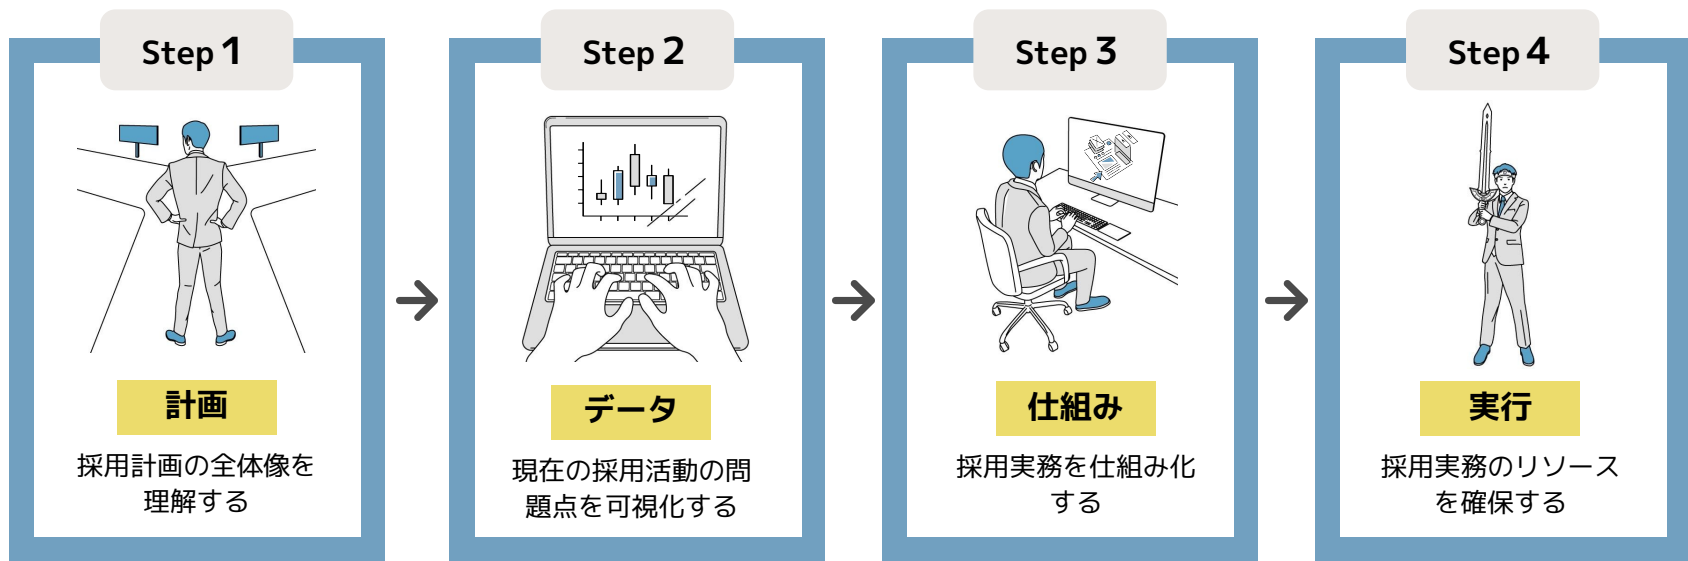 Step 1
計画
採用計画の全体像を
理解する
Step 2
データ
現在の採用活動の問
題点を可視化する
Step 3
仕組み
採用実務を仕組み化
する
Step 4
実行
採用実務のリソース
を確保する